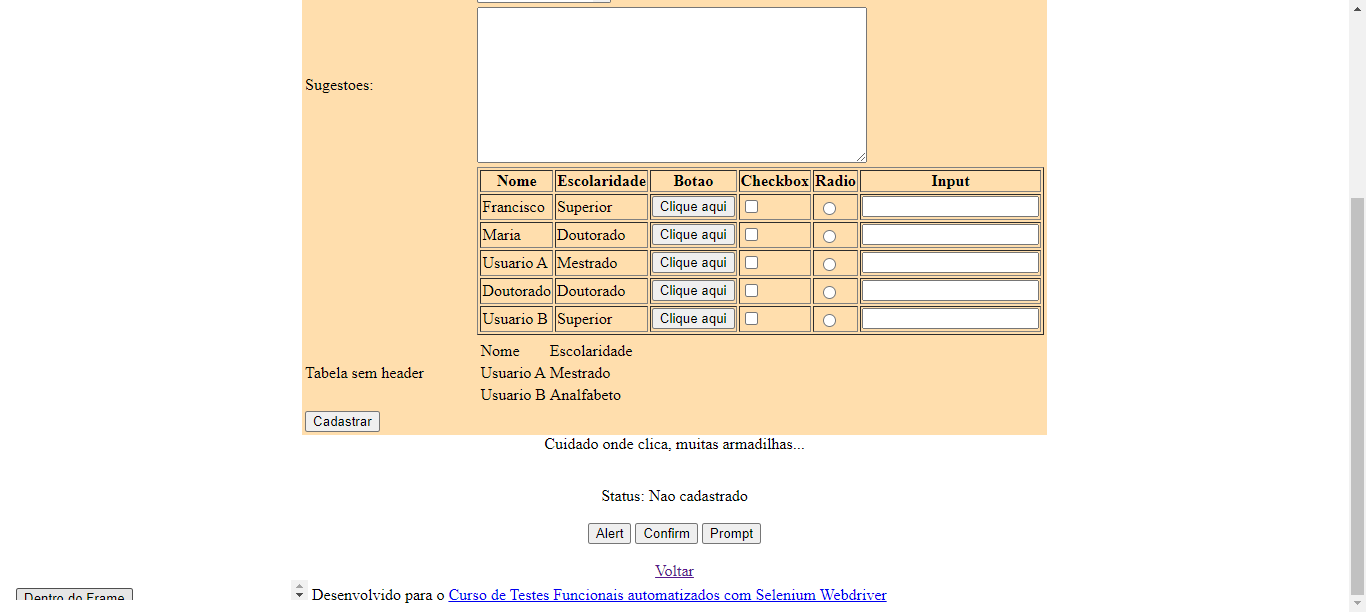 Sugestoes:
Nome Escolaridade Botao Checkbox Radio Input
Francisco Superior Clique aqui
Maria Doutorado Clique aqui
Usuario A Mestrado Clique aqui
Doutorado Doutorado Clique aqui
Usuario B Superior Clique aqui
Nome Escolaridade
Tabela sem header Usuario A Mestrado
Usuario B Analfabeto
Cadastrar
Cuidado onde clica, muitas armadilhas...
Status: Nao cadastrado
Alert Confirm Prompt
Voltar
Dentro do Frame Desenvolvido para o Curso de Testes Funcionais automatizados com Selenium Webdriver